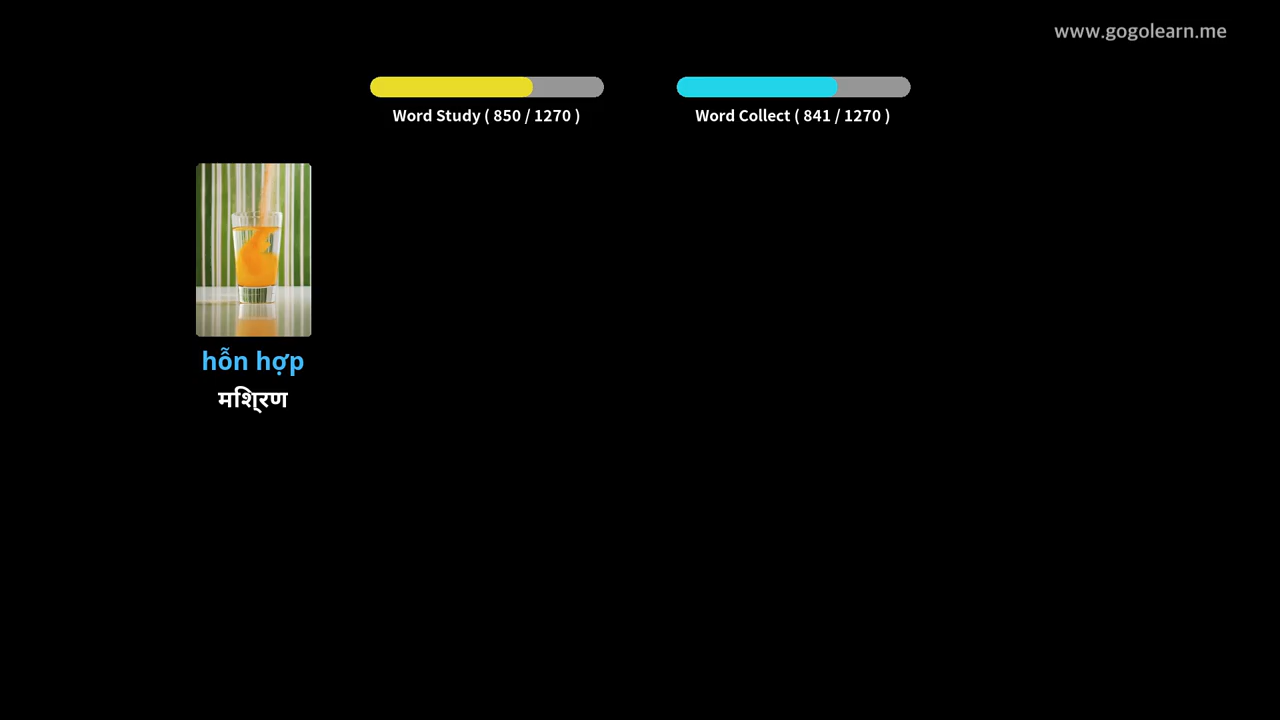 www.gogolearn.me
Word Study ( 850 / 1270 )
Word Collect ( 841 / 1270 )
hỗn hợp
मिश्रण